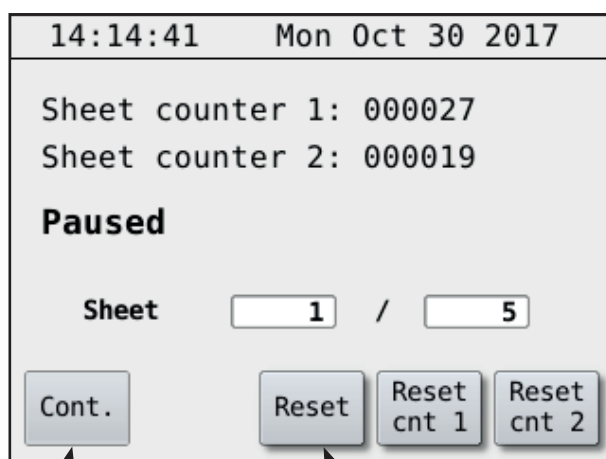 14:14:41 Mon Oct 30 2017
Sheet counter 1: 000027
Sheet counter 2: 000019
Paused
Sheet 1 / 5
Cont. Reset Reset cnt 1 Reset cnt 2